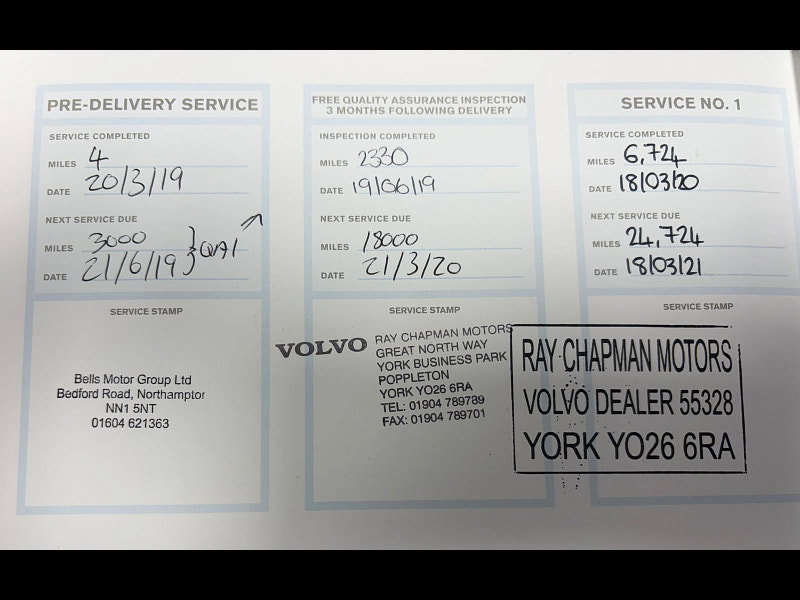 PRE-DELIVERY SERVICE
SERVICE COMPLETED
MILES 4
DATE 20/3/19
NEXT SERVICE DUE
MILES 3000
DATE 21/6/19 } QAI
SERVICE STAMP
Bells Motor Group Ltd
Bedford Road, Northampton
NN1 5NT
01604 621363
FREE QUALITY ASSURANCE INSPECTION
3 MONTHS FOLLOWING DELIVERY
INSPECTION COMPLETED
MILES 2330
DATE 19/06/19
NEXT SERVICE DUE
MILES 18000
DATE 21/3/20
SERVICE STAMP
VOLVO
RAY CHAPMAN MOTORS
GREAT NORTH WAY
YORK BUSINESS PARK
POPPLETON
YORK YO26 6RA
TEL: 01904 789789
FAX: 01904 789701
SERVICE NO. 1
SERVICE COMPLETED
MILES 6,724
DATE 18/03/20
NEXT SERVICE DUE
MILES 24,724
DATE 18/03/21
SERVICE STAMP
RAY CHAPMAN MOTORS
VOLVO DEALER 55328
YORK YO26 6RA